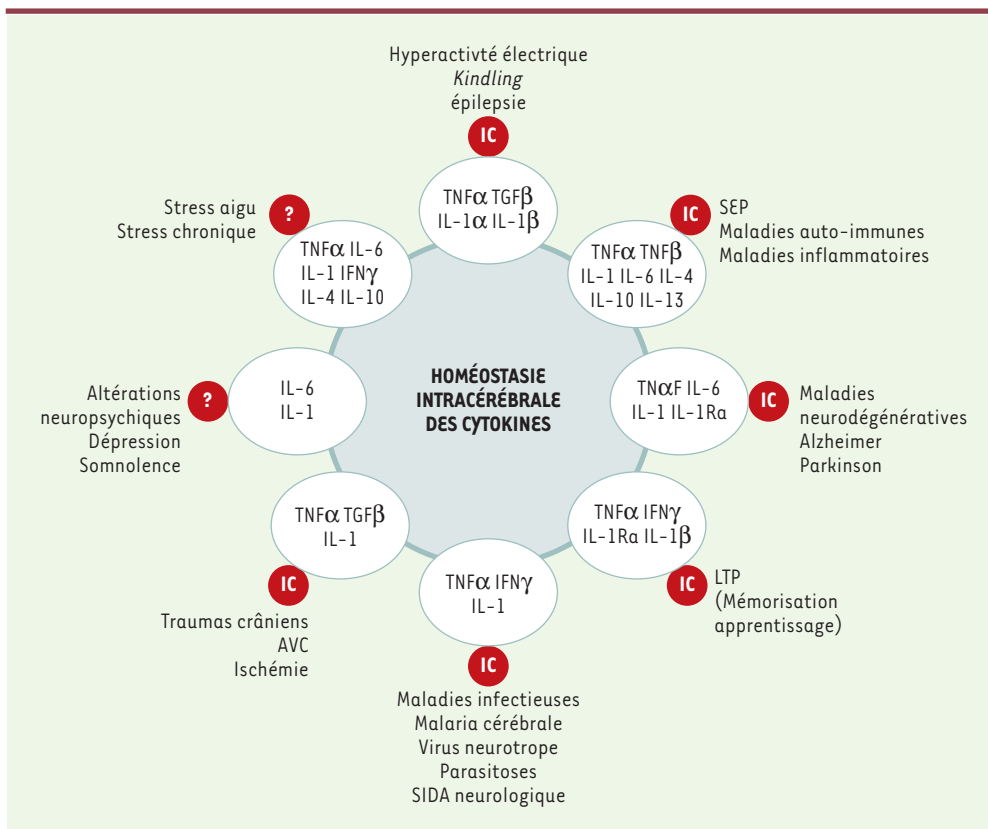 Hyperactivté électrique
Kindling
épilepsie
IC
TNFα TGFβ
IL-1α IL-1β
IC
SEP
Maladies auto-immunes
Maladies inflammatoires
TNFα TNFβ
IL-1 IL-6 IL-4
IL-10 IL-13
TNαF IL-6
IL-1 IL-1Ra
IC
Maladies
neurodégénératives
Alzheimer
Parkinson
TNFα IFNγ
IL-1Ra IL-1β
IC
LTP
(Mémorisation
apprentissage)
TNFα IFNγ
IL-1
IC
Maladies infectieuses
Malaria cérébrale
Virus neurotrope
Parasitoses
SIDA neurologique
TNFα TGFβ
IL-1
IC
Traumas crâniens
AVC
Ischémie
IL-6
IL-1
?
Altérations
neuropsychiques
Dépression
Somnolence
?
Stress aigu
Stress chronique
TNFα IL-6
IL-1 IFNγ
IL-4 IL-10
HOMÉOSTASIE
INTRACÉRÉBRALE
DES CYTOKINES